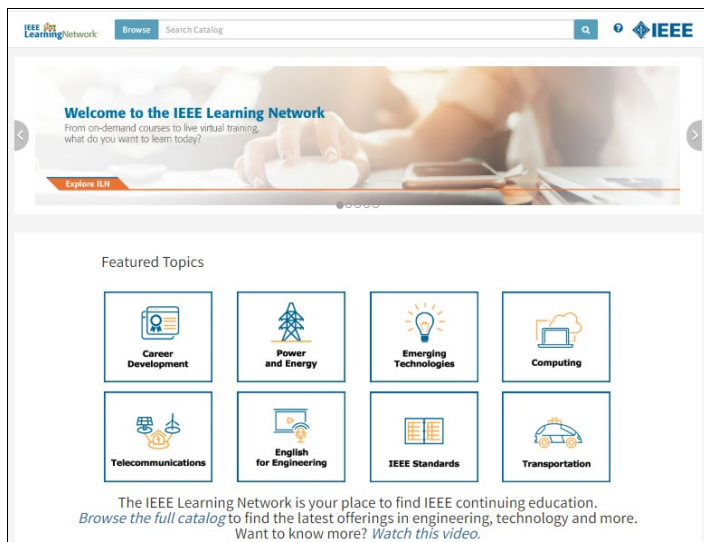 IEEE
LearningNetwork
Browse
Search Catalog
IEEE
Welcome to the IEEE Learning Network
From on-demand courses to live virtual training,
what do you want to learn today?
Explore ILN
Featured Topics
Career
Development
Power
and Energy
Emerging
Technologies
Computing
Telecommunications
English
for Engineering
IEEE Standards
Transportation
The IEEE Learning Network is your place to find IEEE continuing education.
Browse the full catalog to find the latest offerings in engineering, technology and more.
Want to know more? Watch this video.